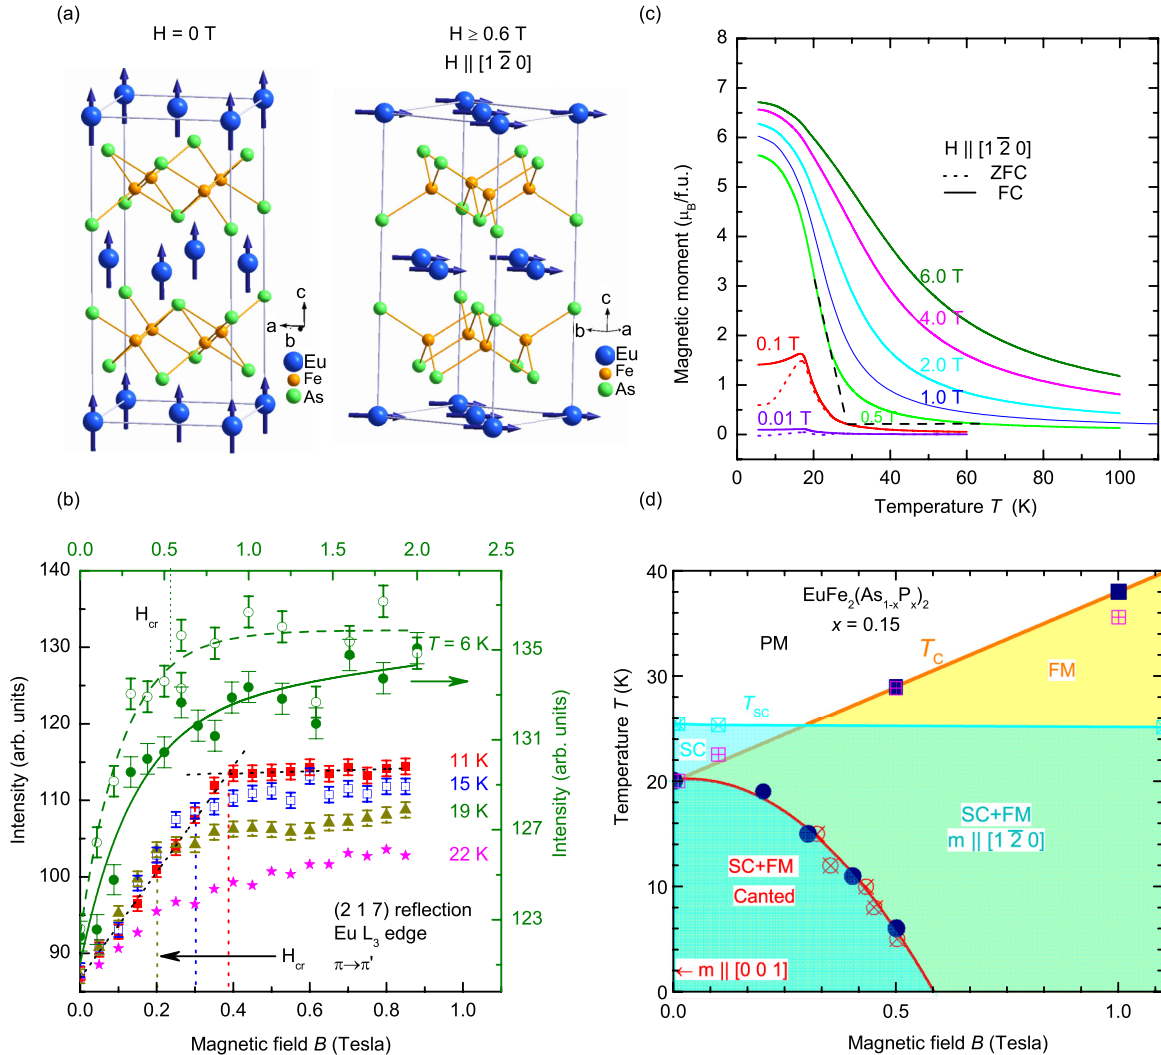 (a)
H = 0 T
H ≥ 0.6 T
H || [1 2̅ 0]
c
a
b
Eu
Fe
As
c
b
a
Eu
Fe
As
(c)
8
7
6
5
4
3
2
1
0
Magnetic moment (μB/f.u.)
H || [1 2̅ 0]
ZFC
FC
6.0 T
4.0 T
2.0 T
1.0 T
0.5 T
0.1 T
0.01 T
0 20 40 60 80 100
Temperature T (K)
(b)
0.0 0.5 1.0 1.5 2.0 2.5
140
130
120
110
100
90
Intensity (arb. units)
Hcr
T = 6 K
11 K
15 K
19 K
22 K
135
131
127
123
Intensity (arb. units)
(2 1 7) reflection
Eu L3 edge
π→π'
Hcr
0.0 0.2 0.4 0.6 0.8 1.0
Magnetic field B (Tesla)
(d)
40
30
20
10
0
Temperature T (K)
EuFe2(As1-xPx)2
x = 0.15
PM
TC
FM
TSC
SC
SC+FM
m || [1 2̅ 0]
SC+FM
Canted
← m || [0 0 1]
0.0 0.5 1.0
Magnetic field B (Tesla)